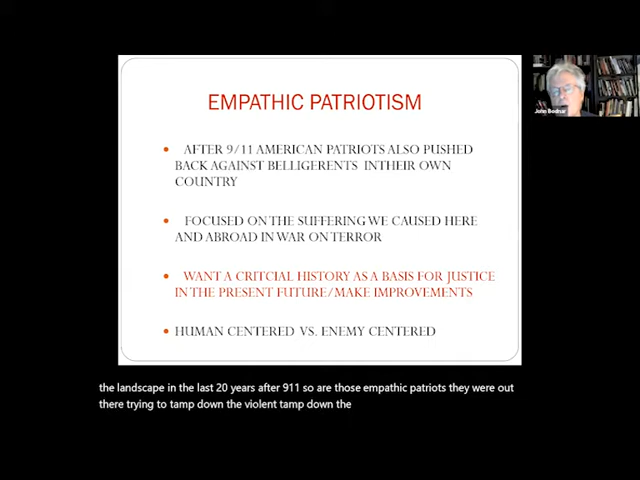 EMPATHIC PATRIOTISM
AFTER 9/11 AMERICAN PATRIOTS ALSO PUSHED
BACK AGAINST BELLIGERENTS INTHEIR OWN
COUNTRY
FOCUSED ON THE SUFFERING WE CAUSED HERE
AND ABROAD IN WAR ON TERROR
WANT A CRITCIAL HISTORY AS A BASIS FOR JUSTICE
IN THE PRESENT FUTURE/MAKE IMPROVEMENTS
HUMAN CENTERED VS. ENEMY CENTERED
John Bodnar
the landscape in the last 20 years after 911 so are those empathic patriots they were out
there trying to tamp down the violent tamp down the